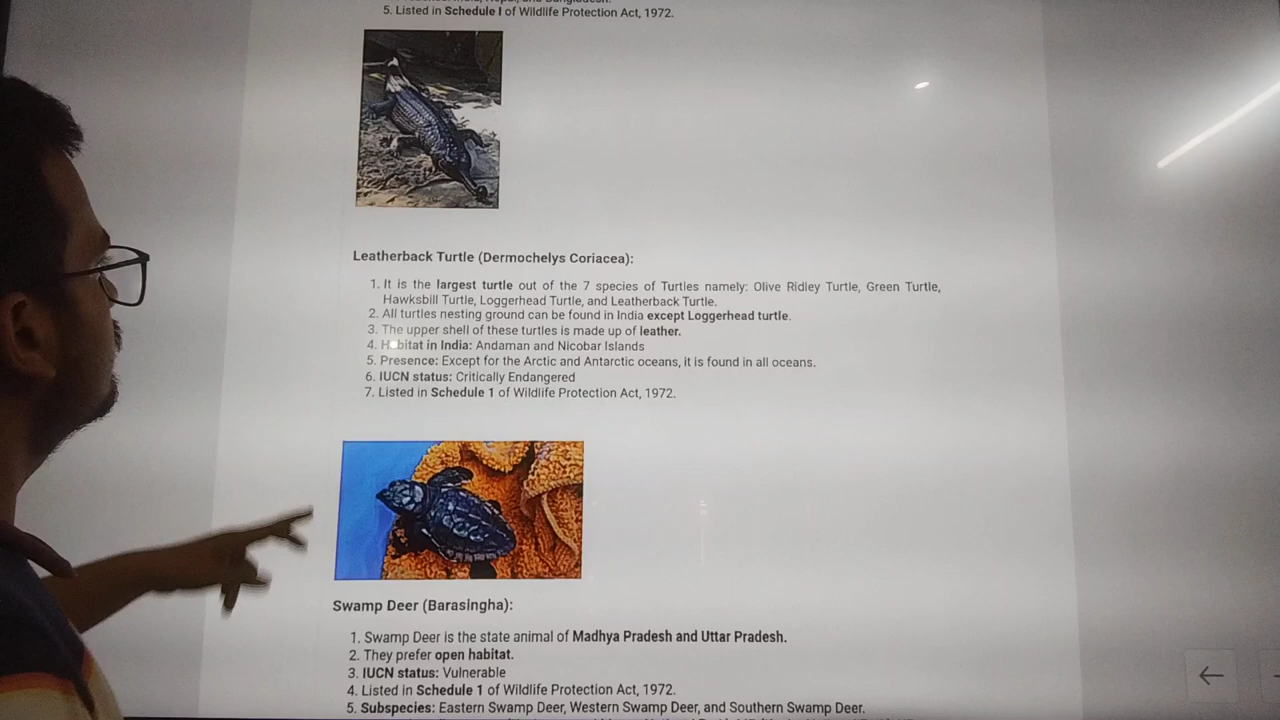 5. Listed in Schedule I of Wildlife Protection Act, 1972.
Leatherback Turtle (Dermochelys Coriacea):
1. It is the largest turtle out of the 7 species of Turtles namely: Olive Ridley Turtle, Green Turtle,
Hawksbill Turtle, Loggerhead Turtle, and Leatherback Turtle.
2. All turtles nesting ground can be found in India except Loggerhead turtle.
3. The upper shell of these turtles is made up of leather.
4. Habitat in India: Andaman and Nicobar Islands
5. Presence: Except for the Arctic and Antarctic oceans, it is found in all oceans.
6. IUCN status: Critically Endangered
7. Listed in Schedule 1 of Wildlife Protection Act, 1972.
Swamp Deer (Barasingha):
1. Swamp Deer is the state animal of Madhya Pradesh and Uttar Pradesh.
2. They prefer open habitat.
3. IUCN status: Vulnerable
4. Listed in Schedule 1 of Wildlife Protection Act, 1972.
5. Subspecies: Eastern Swamp Deer, Western Swamp Deer, and Southern Swamp Deer.